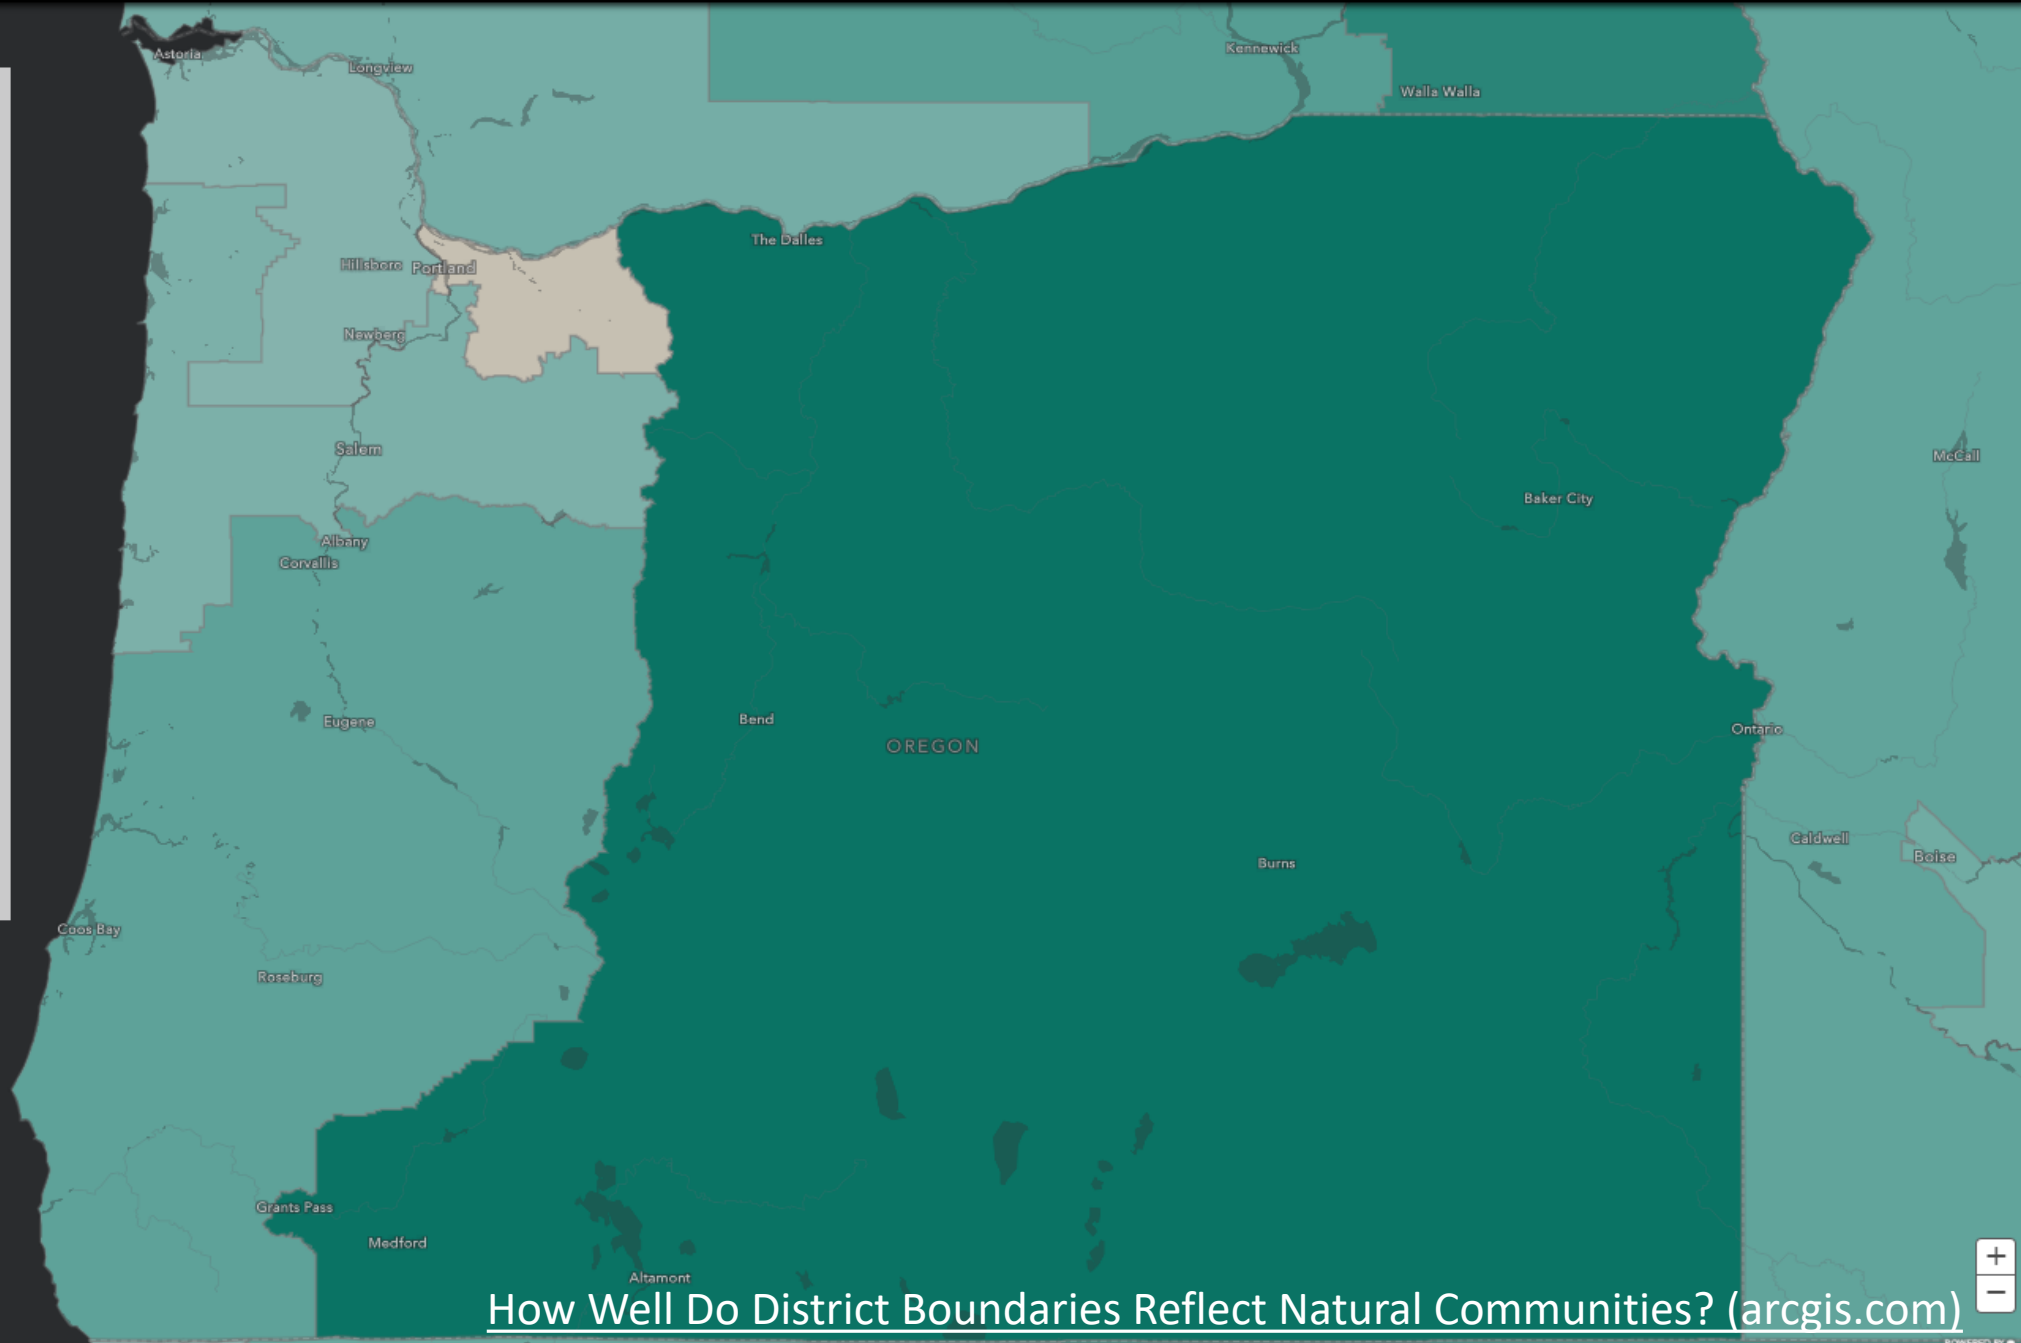 Astoria
Longview
Kennewick
Walla Walla
The Dalles
Hillsboro
Portland
Newberg
Salem
McCall
Baker City
Albany
Corvallis
Bend
Eugene
OREGON
Ontario
Caldwell
Boise
Burns
Coos Bay
Roseburg
Grants Pass
Medford
Altamont
+
−
How Well Do District Boundaries Reflect Natural Communities? (arcgis.com)